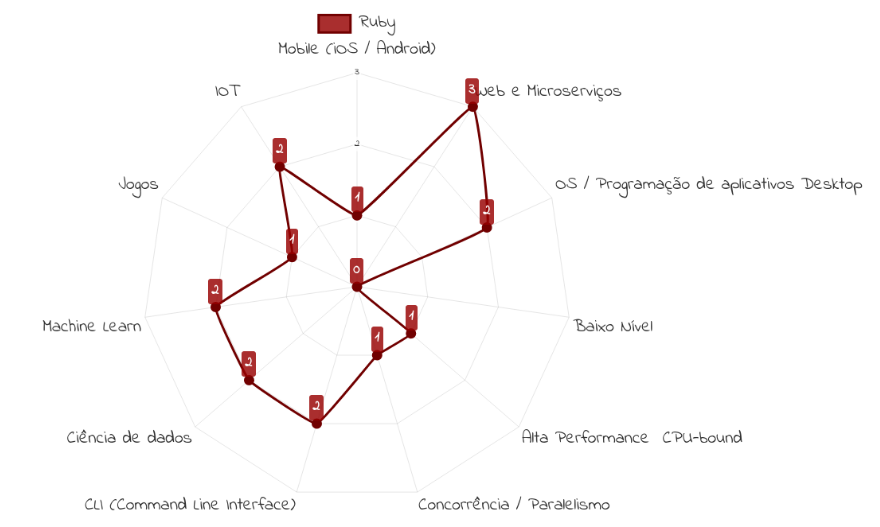 Ruby
Mobile (iOS / Android)
3
IOT
3
Web e Microserviços
2
2
Jogos
OS / Programação de aplicativos Desktop
1
2
1
0
2
Machine Learn
1
Baixo Nível
1
2
2
Ciência de dados
Alta Performance CPU-bound
CLI (Command Line Interface)
Concorrência / Paralelismo